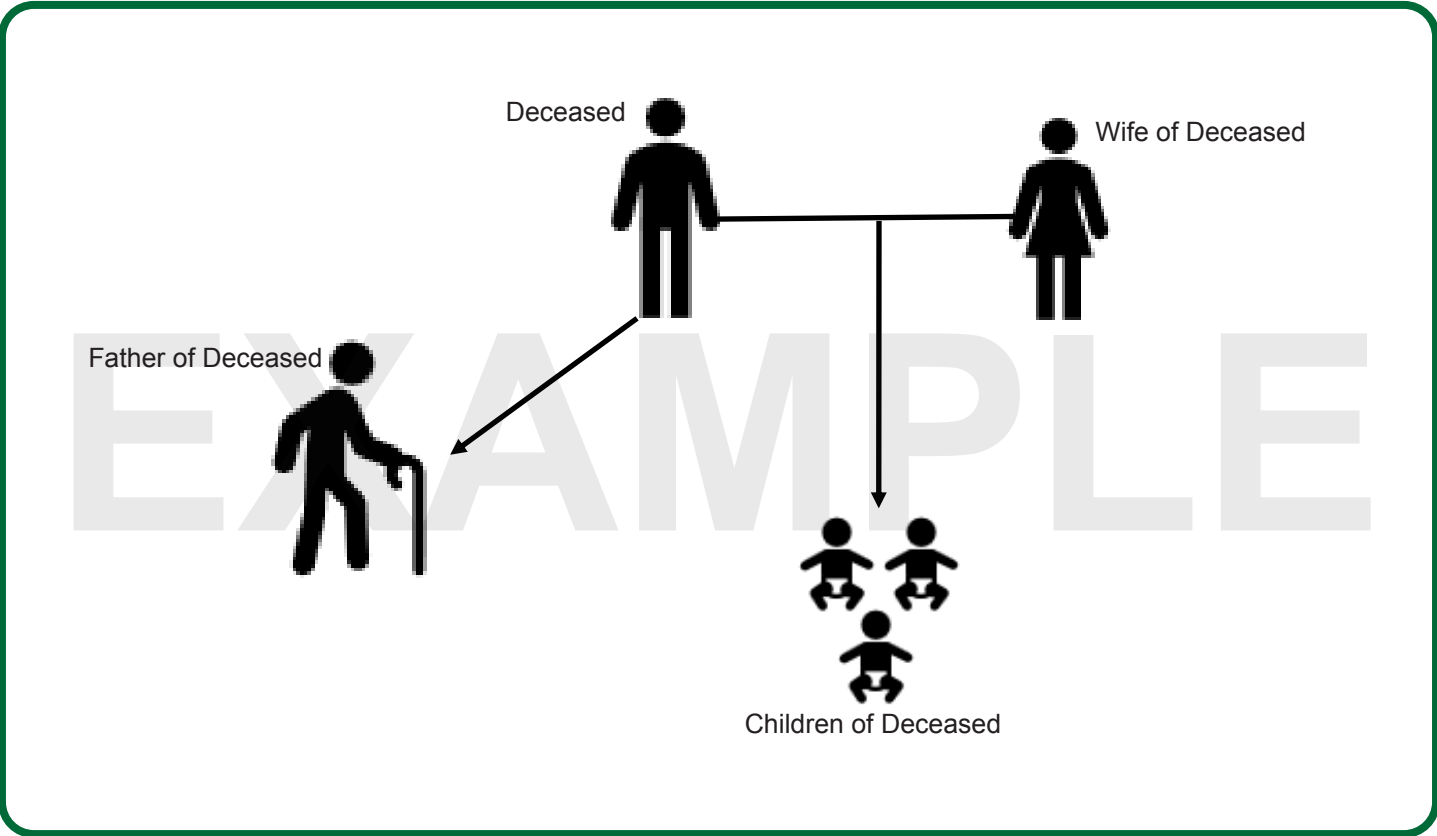 Deceased
Wife of Deceased
Father of Deceased
EXAMPLE
Children of Deceased